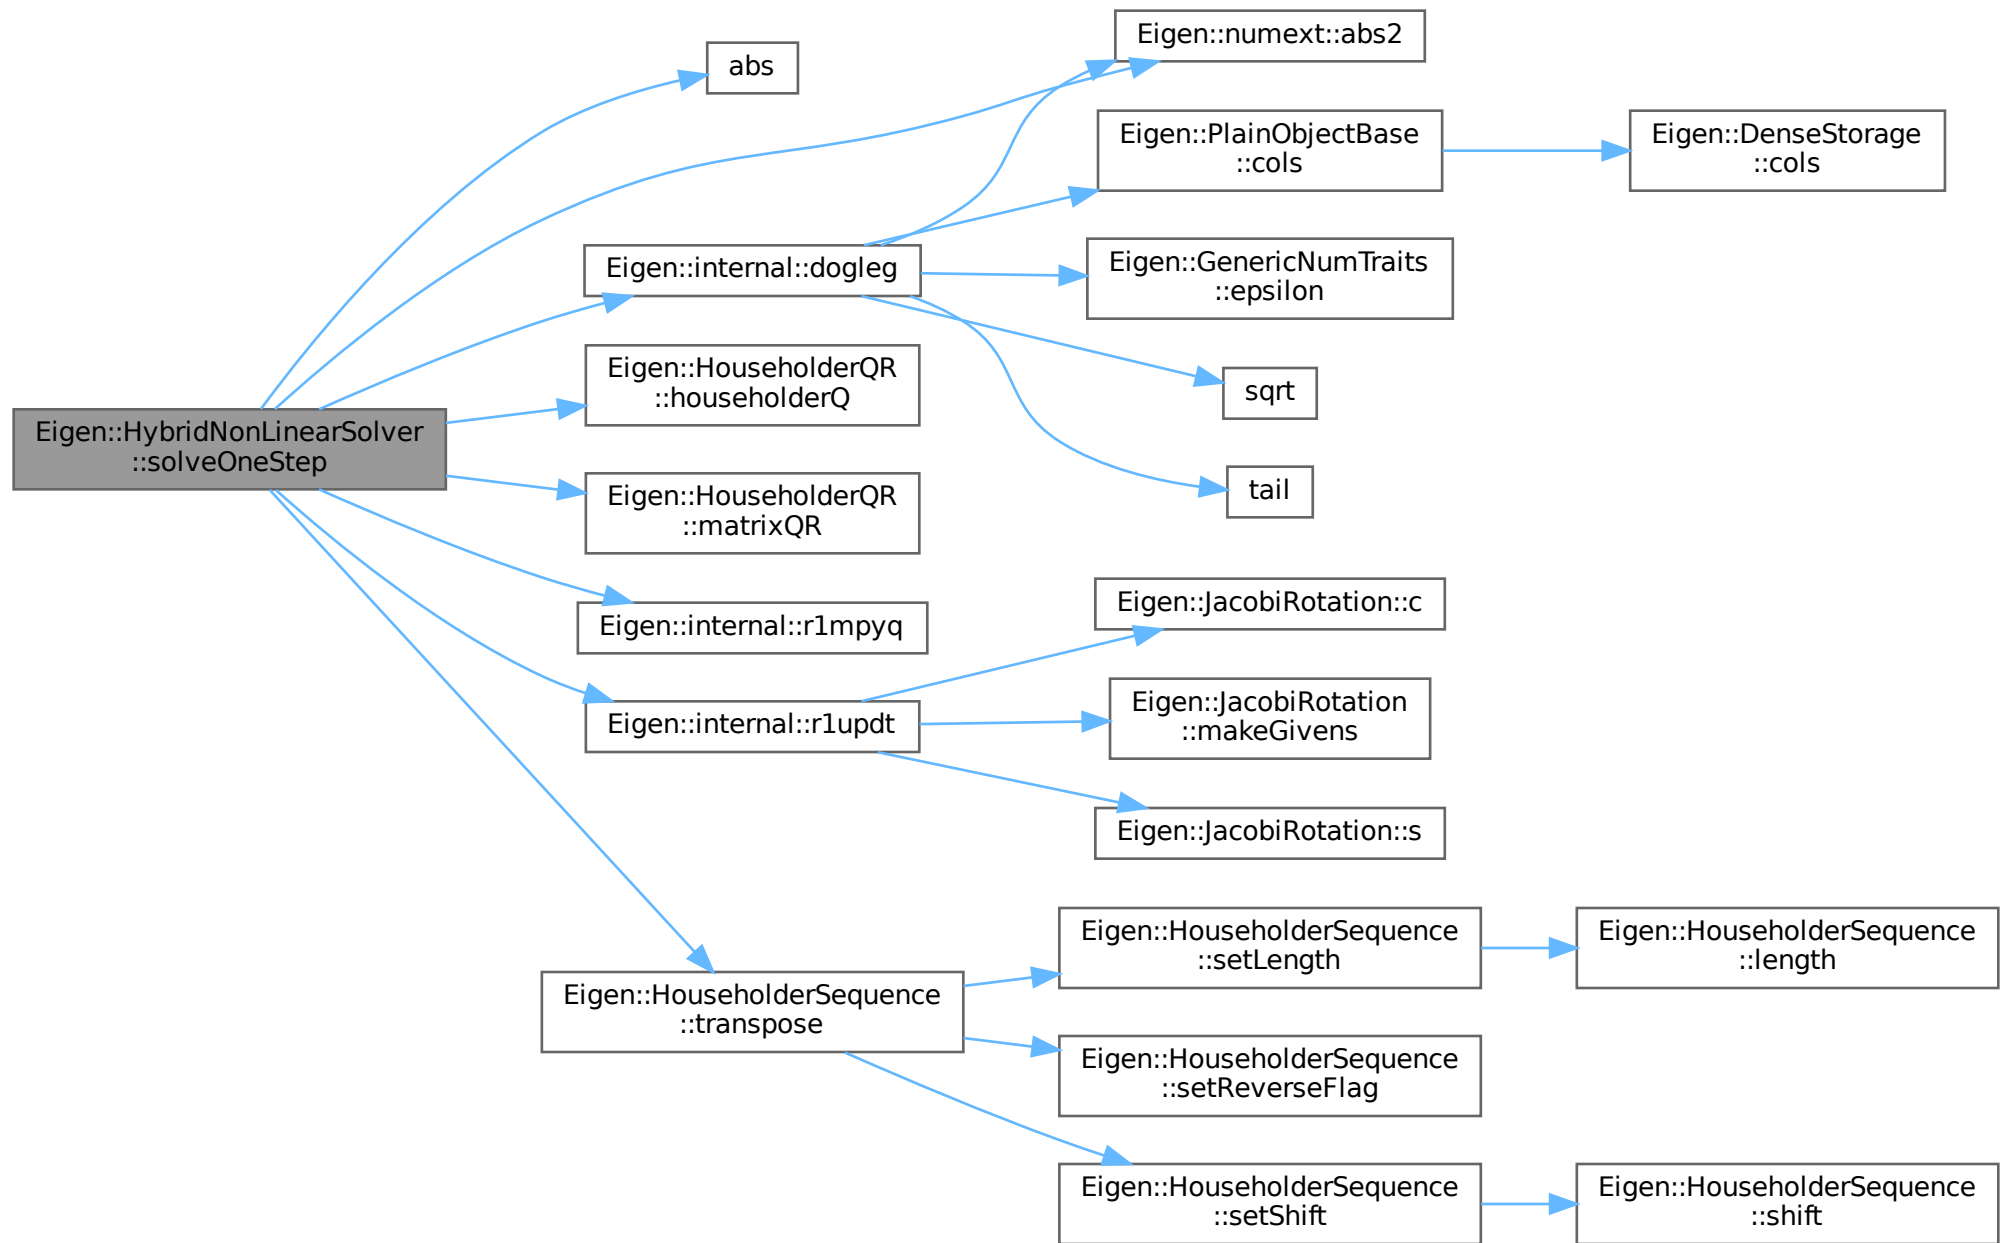 Eigen::HybridNonLinearSolver
::solveOneStep
abs
Eigen::numext::abs2
Eigen::internal::dogleg
Eigen::PlainObjectBase
::cols
Eigen::DenseStorage
::cols
Eigen::GenericNumTraits
::epsilon
sqrt
tail
Eigen::HouseholderQR
::householderQ
Eigen::HouseholderQR
::matrixQR
Eigen::internal::r1mpyq
Eigen::internal::r1updt
Eigen::JacobiRotation::c
Eigen::JacobiRotation
::makeGivens
Eigen::JacobiRotation::s
Eigen::HouseholderSequence
::transpose
Eigen::HouseholderSequence
::setLength
Eigen::HouseholderSequence
::length
Eigen::HouseholderSequence
::setReverseFlag
Eigen::HouseholderSequence
::setShift
Eigen::HouseholderSequence
::shift